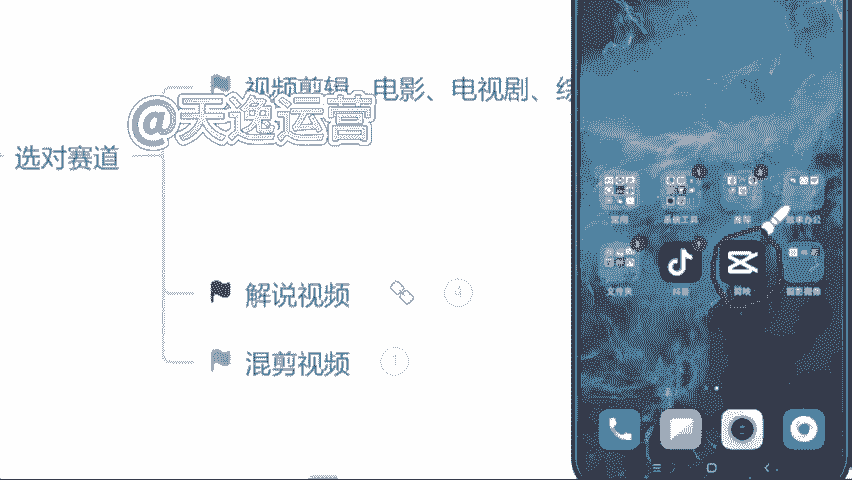 视频剪辑、电影、电视剧、综
@天逸运营
选对赛道
解说视频 4
混剪视频 1
常用 系统工具 效率办公
文件夹 抖音 剪映 摄影摄像